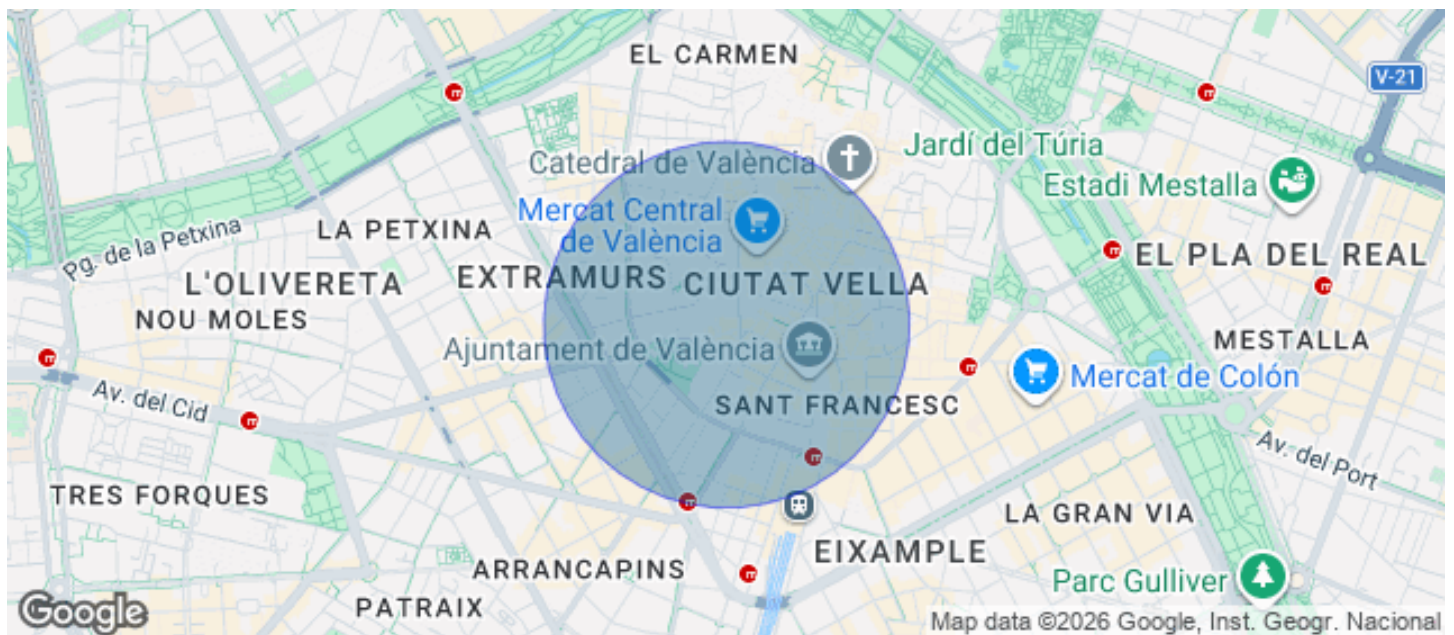 EL CARMEN
V-21
Catedral de València
Jardí del Túria
Estadi Mestalla
Mercat Central
de València
LA PETXINA
Pg. de la Petxina
EL PLA DEL REAL
L'OLIVERETA
EXTRAMURS
CIUTAT VELLA
NOU MOLES
MESTALLA
Ajuntament de València
Mercat de Colón
Av. del Cid
SANT FRANCESC
Av. del Port
TRES FORQUES
LA GRAN VIA
EIXAMPLE
ARRANCAPINS
Parc Gulliver
PATRAIX
Google
Map data ©2026 Google, Inst. Geogr. Nacional